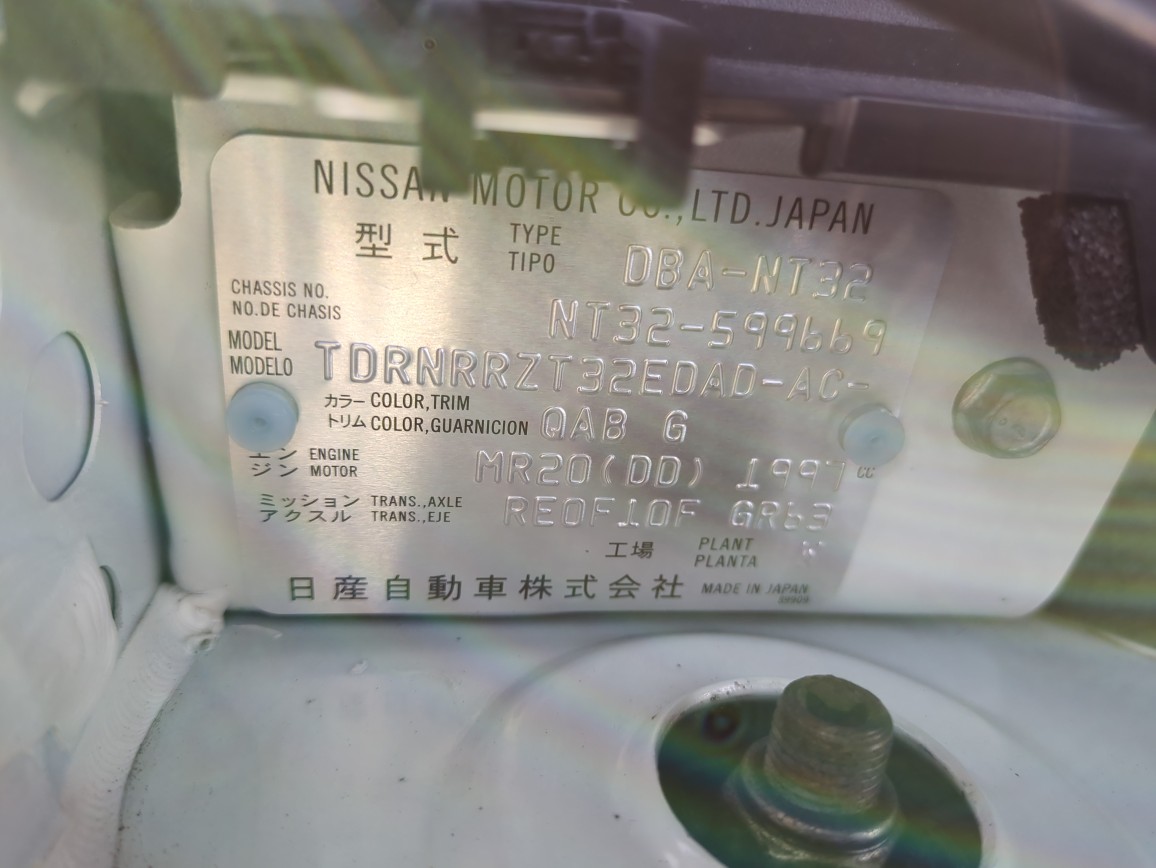 NISSAN MOTOR CO.,LTD.JAPAN
型式 TYPE TIPO DBA-NT32
CHASSIS NO.
NO.DE CHASIS NT32-599669
MODEL
MODELO TDRNRRZT32EDAD-AC-
カラー COLOR,TRIM
トリム COLOR,GUARNICION QAB G
エン ENGINE
ジン MOTOR MR20(DD) 1997 CC
ミッション TRANS.,AXLE
アクスル TRANS.,EJE RE0F10F GR63
工場 PLANT PLANTA
日産自動車株式会社 MADE IN JAPAN